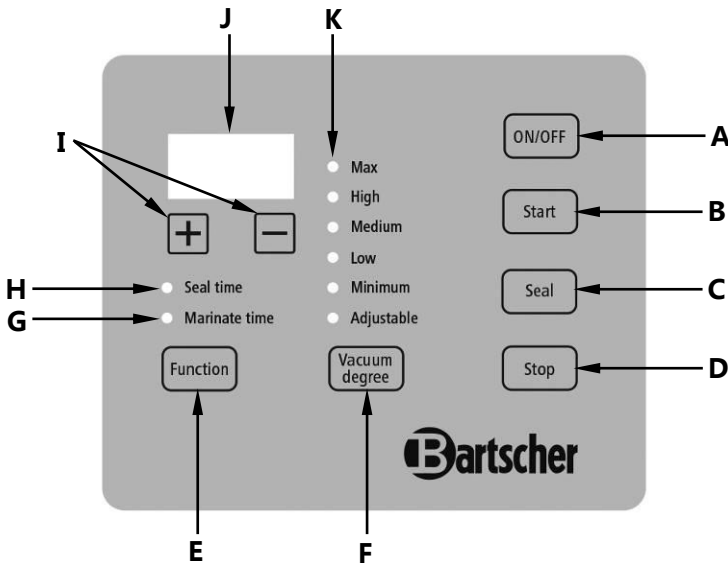 J
K
I
A
ON/OFF
Max
High
B
Start
Medium
+
−
Low
H
Seal time
Minimum
C
Seal
G
Marinate time
Adjustable
Function
Vacuum
degree
D
Stop
Bartscher
E
F